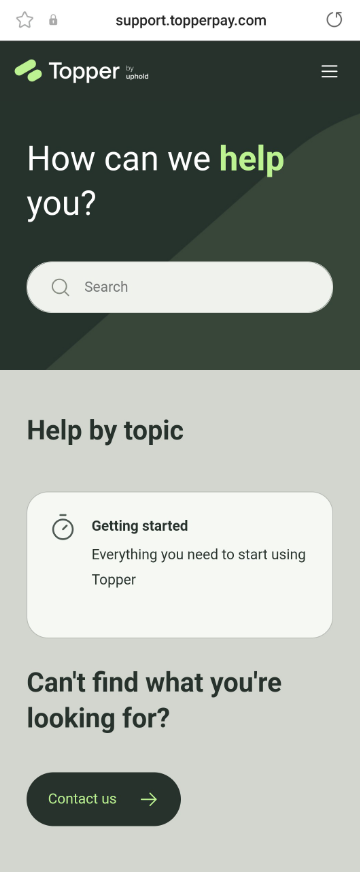 support.topperpay.com
Topper by uphold
How can we help
you?
Search
Help by topic
Getting started
Everything you need to start using
Topper
Can't find what you're
looking for?
Contact us